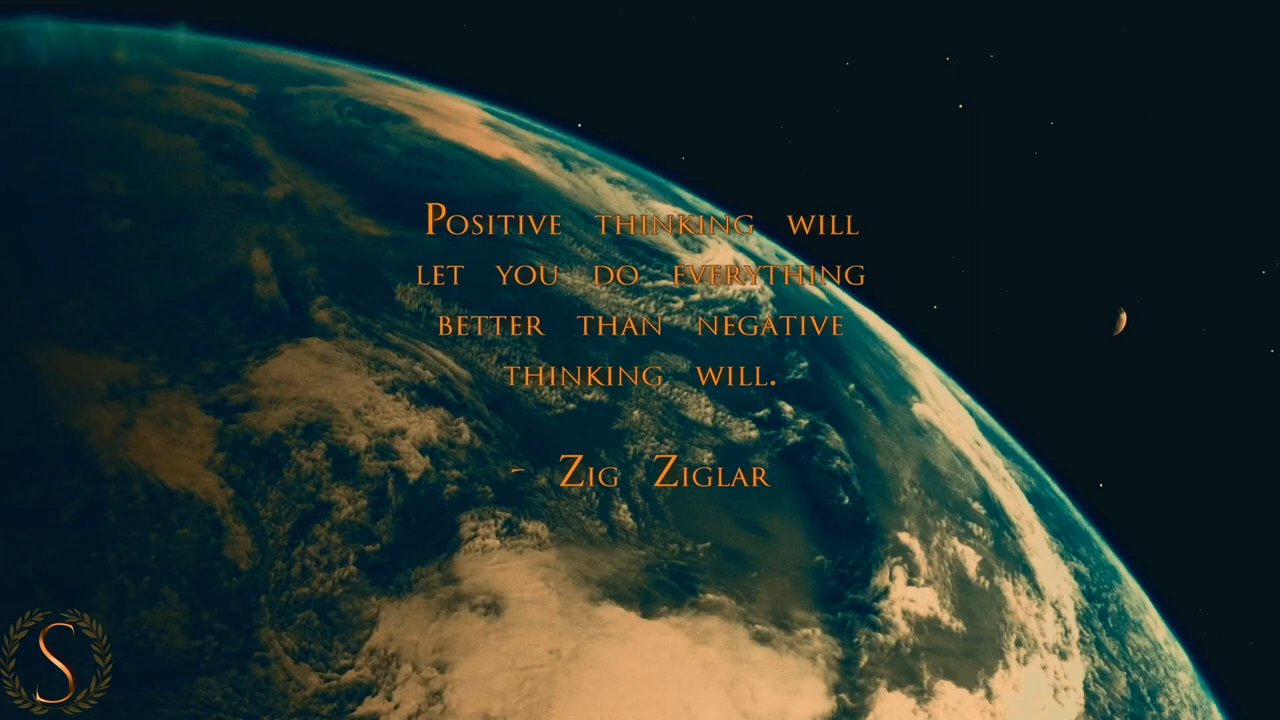 Positive thinking will
let you do everything
better than negative
thinking will.
- Zig Ziglar
S